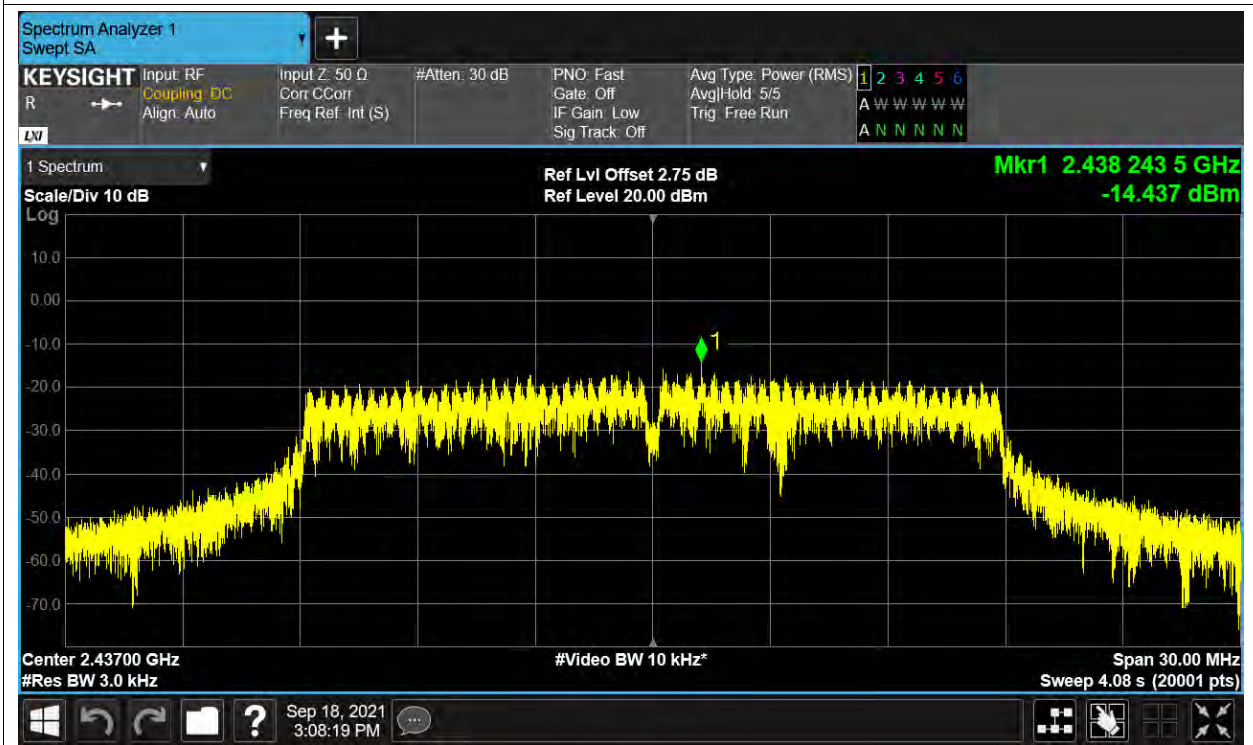 Spectrum Analyzer 1
Swept SA
+
KEYSIGHT
R
LXI
Input: RF
Coupling: DC
Align: Auto
Input Z: 50 Ω
Corr CCorr
Freq Ref: Int (S)
#Atten: 30 dB
PNO: Fast
Gate: Off
IF Gain: Low
Sig Track: Off
Avg Type: Power (RMS)
Avg|Hold: 5/5
Trig: Free Run
1 2 3 4 5 6
A W W W W W
A N N N N N
1 Spectrum
Scale/Div 10 dB
Log
Ref Lvl Offset 2.75 dB
Ref Level 20.00 dBm
Mkr1 2.438 243 5 GHz
-14.437 dBm
10.0
0.00
-10.0
1
-20.0
-30.0
-40.0
-50.0
-60.0
-70.0
Center 2.43700 GHz
#Res BW 3.0 kHz
#Video BW 10 kHz*
Span 30.00 MHz
Sweep 4.08 s (20001 pts)
?
Sep 18, 2021
3:08:19 PM